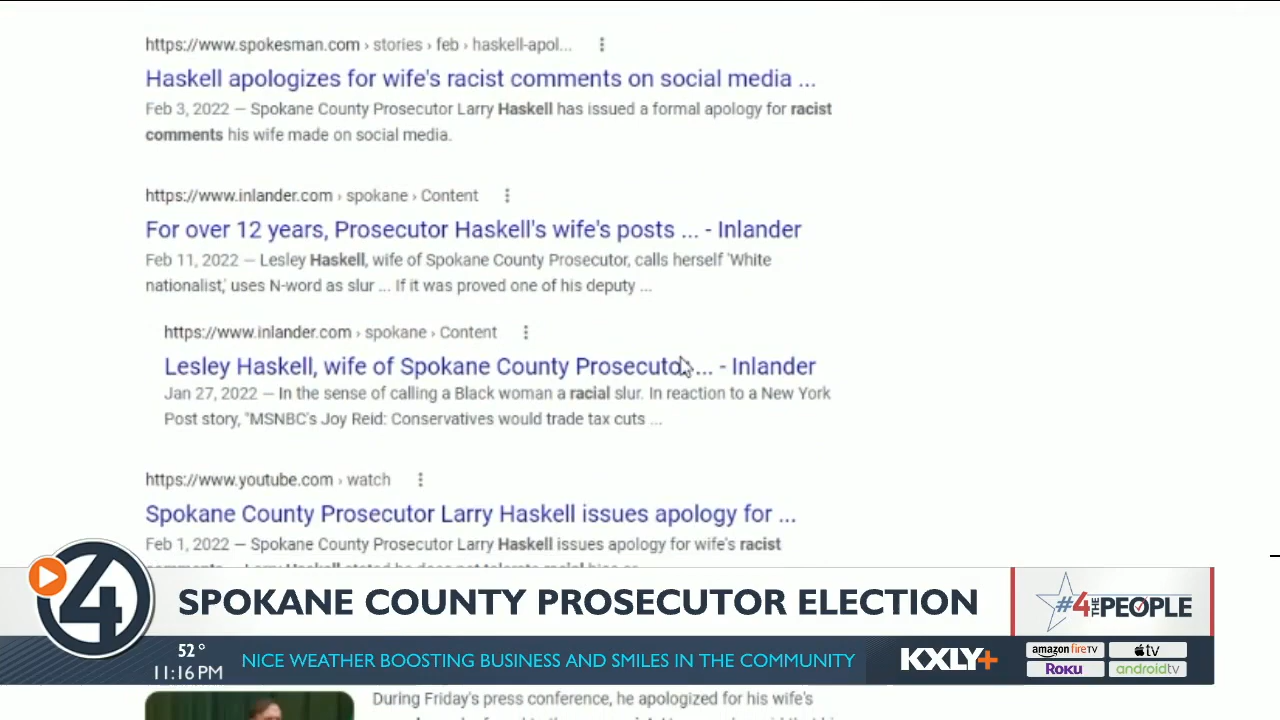 https://www.spokesman.com › stories › feb › haskell-apol...
Haskell apologizes for wife's racist comments on social media ...
Feb 3, 2022 — Spokane County Prosecutor Larry Haskell has issued a formal apology for racist
comments his wife made on social media.
https://www.inlander.com › spokane › Content
For over 12 years, Prosecutor Haskell's wife's posts ... - Inlander
Feb 11, 2022 — Lesley Haskell, wife of Spokane County Prosecutor, calls herself 'White
nationalist,' uses N-word as slur ... If it was proved one of his deputy ...
https://www.inlander.com › spokane › Content
Lesley Haskell, wife of Spokane County Prosecuto... - Inlander
Jan 27, 2022 — In the sense of calling a Black woman a racial slur. In reaction to a New York
Post story, "MSNBC's Joy Reid: Conservatives would trade tax cuts ...
https://www.youtube.com › watch
Spokane County Prosecutor Larry Haskell issues apology for ...
Feb 1, 2022 — Spokane County Prosecutor Larry Haskell issues apology for wife's racist
4
SPOKANE COUNTY PROSECUTOR ELECTION
#4 THE PEOPLE
52°
11:16 PM
NICE WEATHER BOOSTING BUSINESS AND SMILES IN THE COMMUNITY
KXLY+
amazon fireTV
tv
Roku
androidtv
During Friday's press conference, he apologized for his wife's